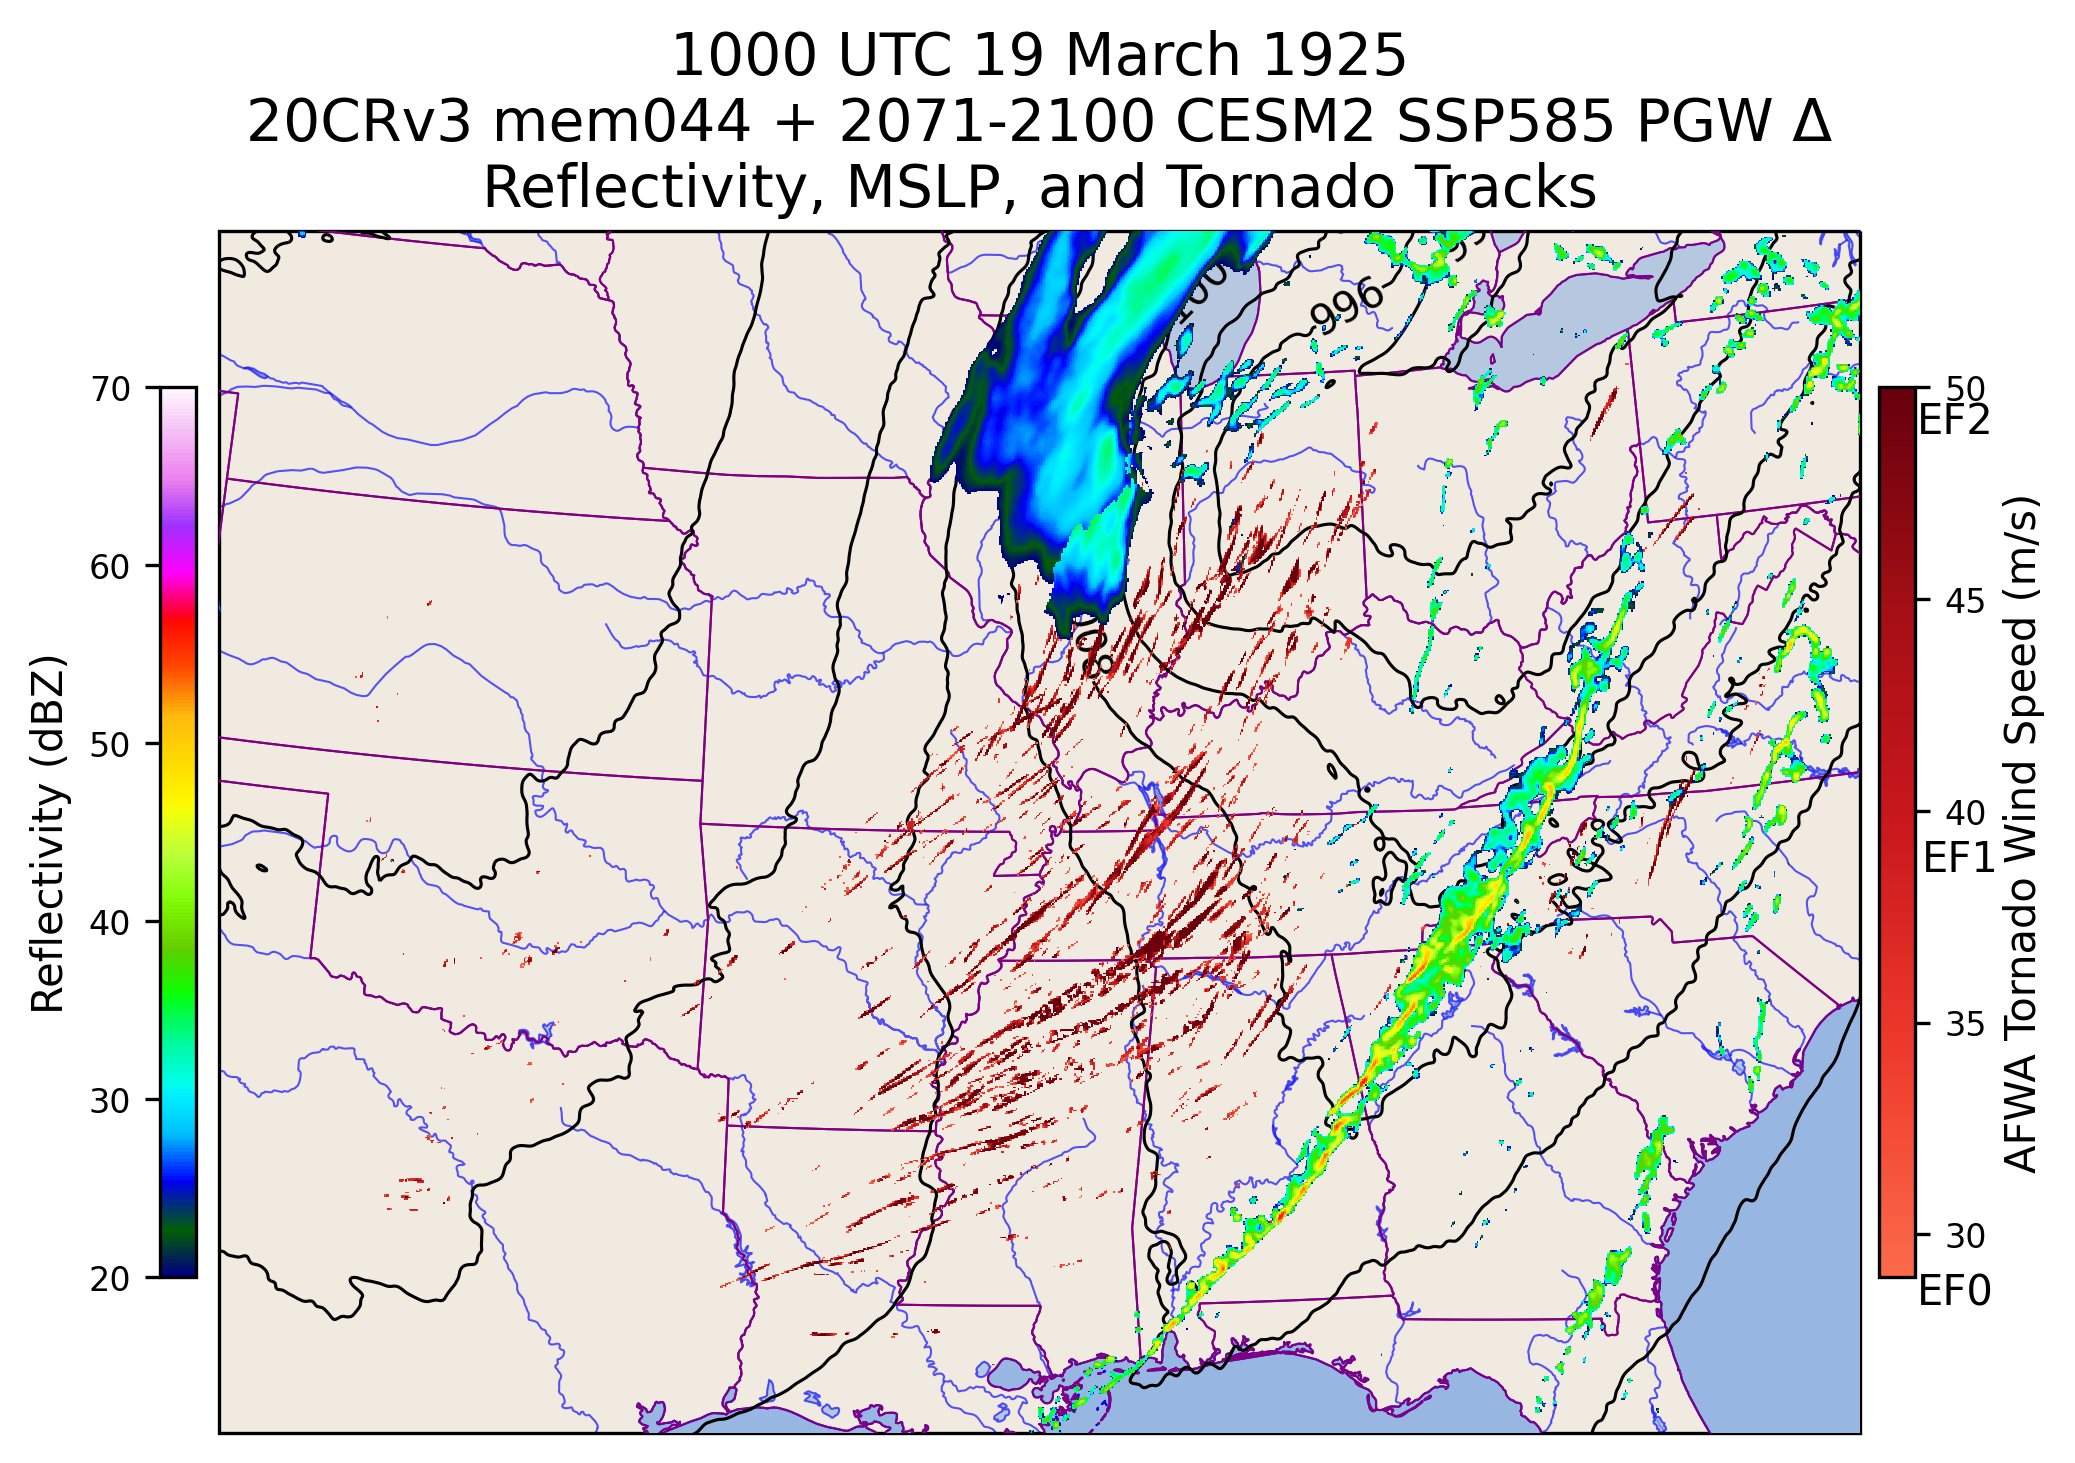 1000 UTC 19 March 1925
20CRv3 mem044 + 2071-2100 CESM2 SSP585 PGW Δ
Reflectivity, MSLP, and Tornado Tracks
996
70
60
50
40
30
20
Reflectivity (dBZ)
50
EF2
45
40
EF1
35
30
EF0
AFWA Tornado Wind Speed (m/s)